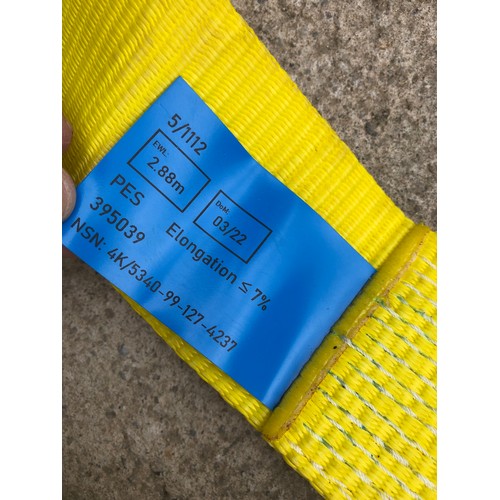 5/1112
EWL:
2.88m
DoM:
03/22
PES
Elongation ≤ 7%
395039
NSN: 4K/5340-99-127-4237